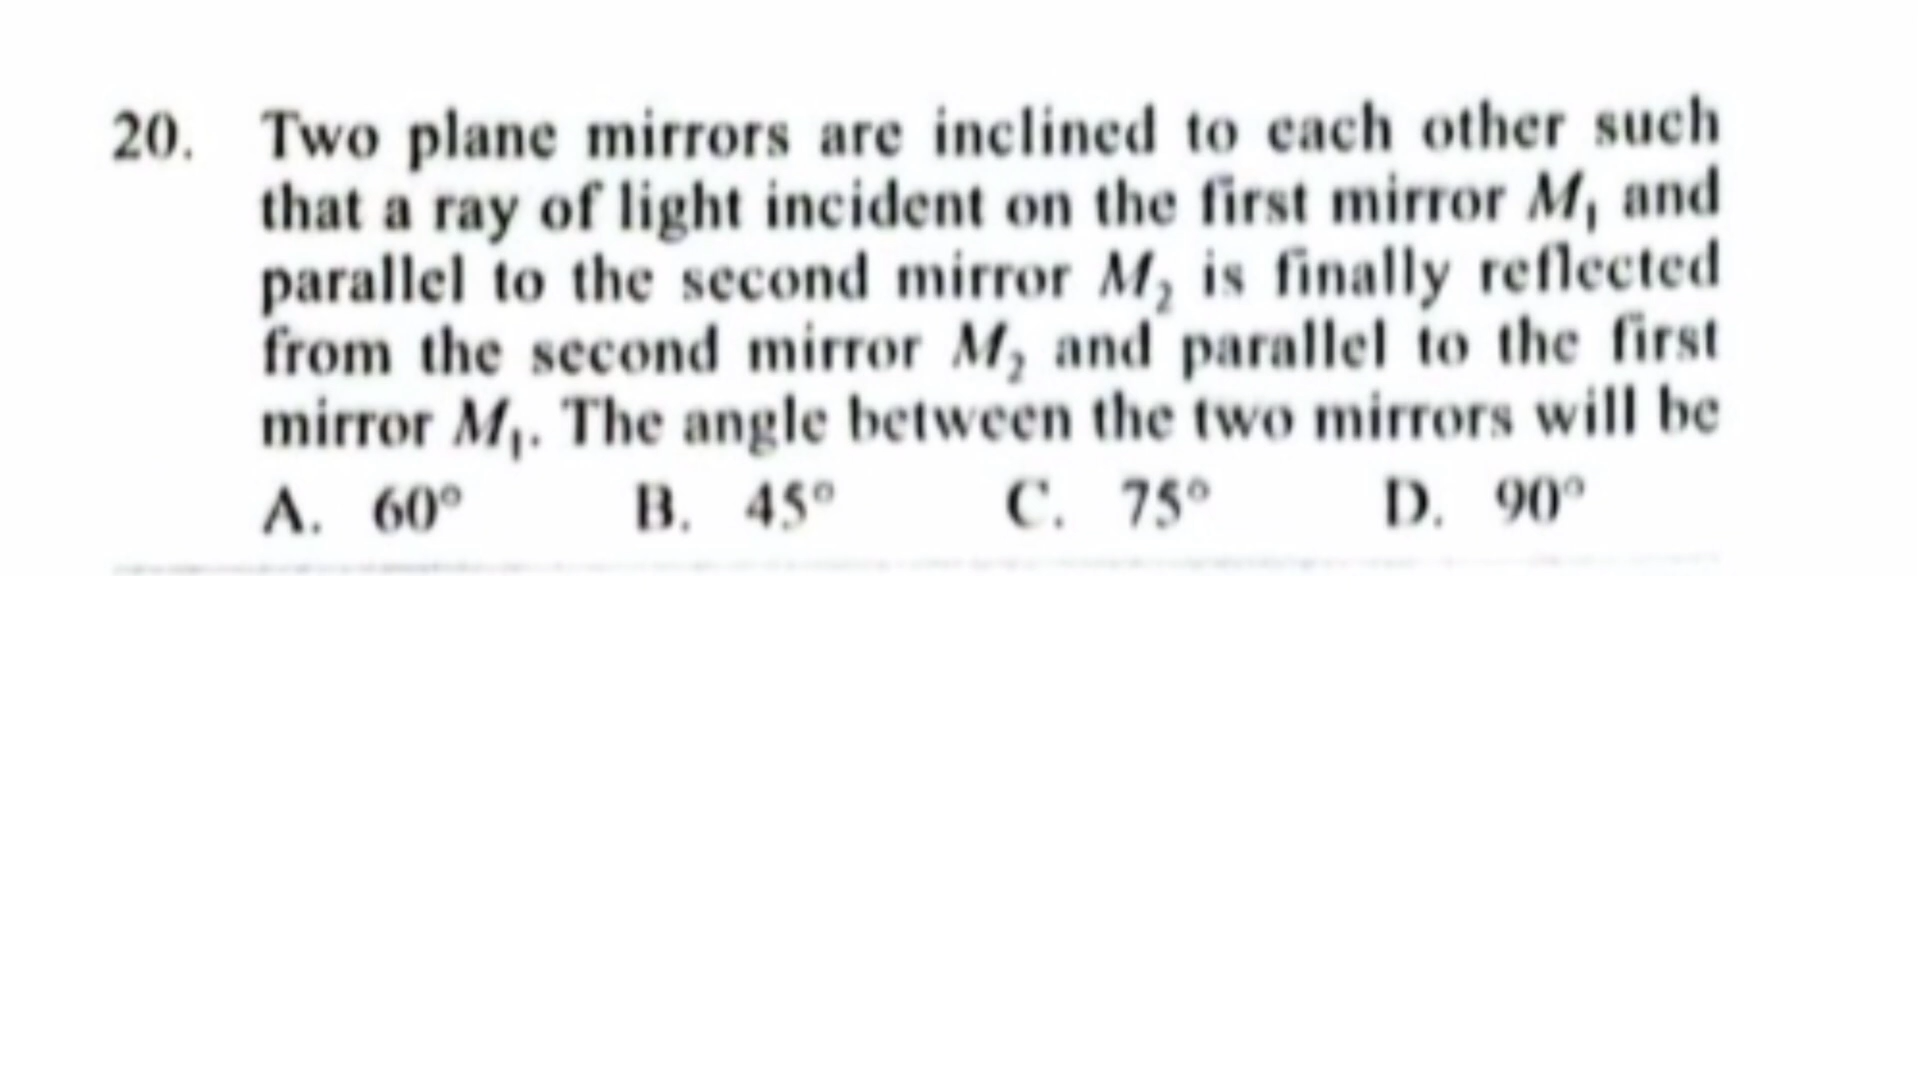 20. Two plane mirrors are inclined to each other such
that a ray of light incident on the first mirror M₁ and
parallel to the second mirror M₂ is finally reflected
from the second mirror M₂ and parallel to the first
mirror M₁. The angle between the two mirrors will be
A. 60° B. 45° C. 75° D. 90°